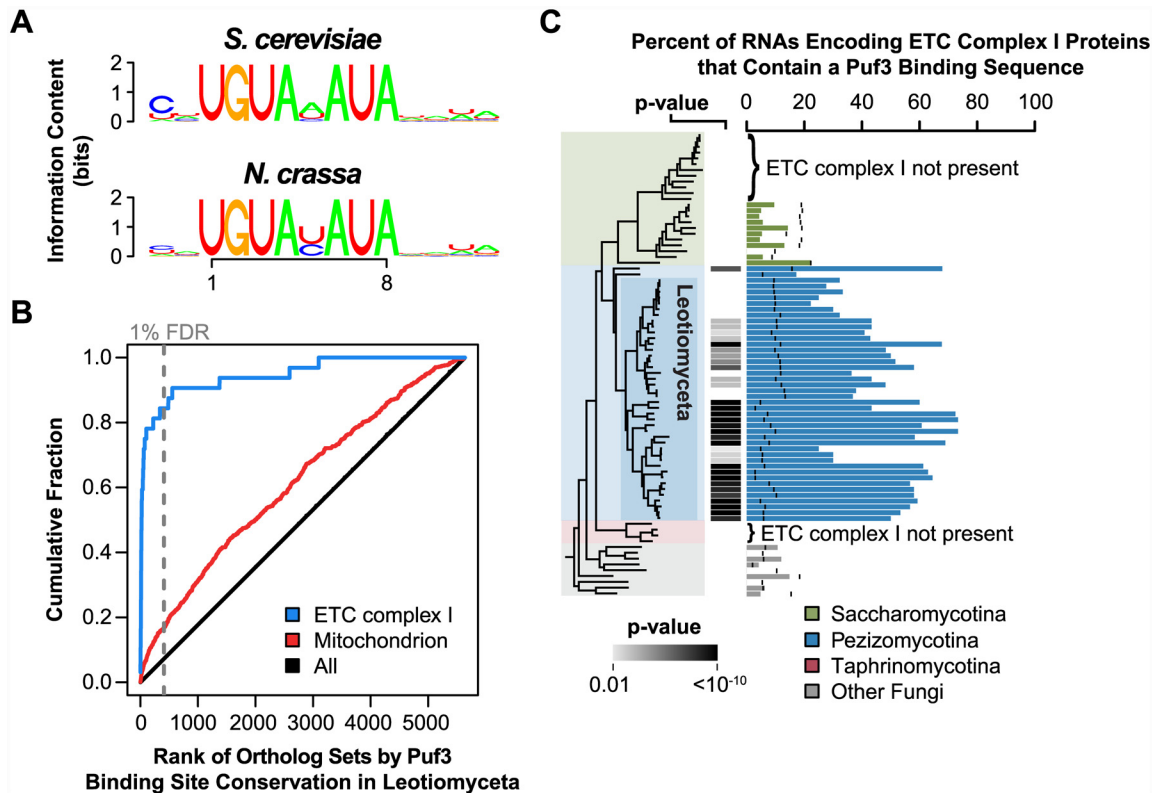 A
S. cerevisiae
Information Content
(bits)
2
1
0
C
UGUA
A
AUA
N. crassa
2
1
0
UGUA
U
C
AUA
1
8
B
1% FDR
Cumulative Fraction
1.0
0.8
0.6
0.4
0.2
0.0
ETC complex I
Mitochondrion
All
0
1000
2000
3000
4000
5000
Rank of Ortholog Sets by Puf3
Binding Site Conservation in Leotiomyceta
C
Percent of RNAs Encoding ETC Complex I Proteins
that Contain a Puf3 Binding Sequence
p-value
0
20
40
60
80
100
ETC complex I not present
Leotiomyceta
ETC complex I not present
p-value
0.01
<10⁻¹⁰
Saccharomycotina
Pezizomycotina
Taphrinomycotina
Other Fungi